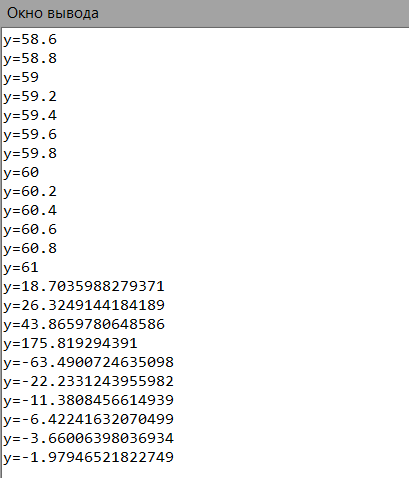 Окно вывода
y=58.6
y=58.8
y=59
y=59.2
y=59.4
y=59.6
y=59.8
y=60
y=60.2
y=60.4
y=60.6
y=60.8
y=61
y=18.7035988279371
y=26.3249144184189
y=43.8659780648586
y=175.819294391
y=-63.4900724635098
y=-22.2331243955982
y=-11.3808456614939
y=-6.42241632070499
y=-3.66006398036934
y=-1.97946521822749